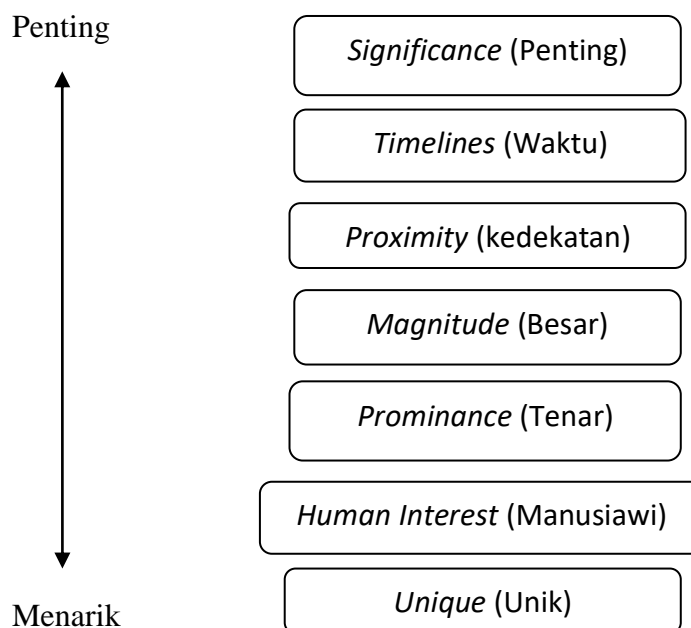 Penting
Significance (Penting)
Timelines (Waktu)
Proximity (kedekatan)
Magnitude (Besar)
Prominance (Tenar)
Human Interest (Manusiawi)
Unique (Unik)
Menarik